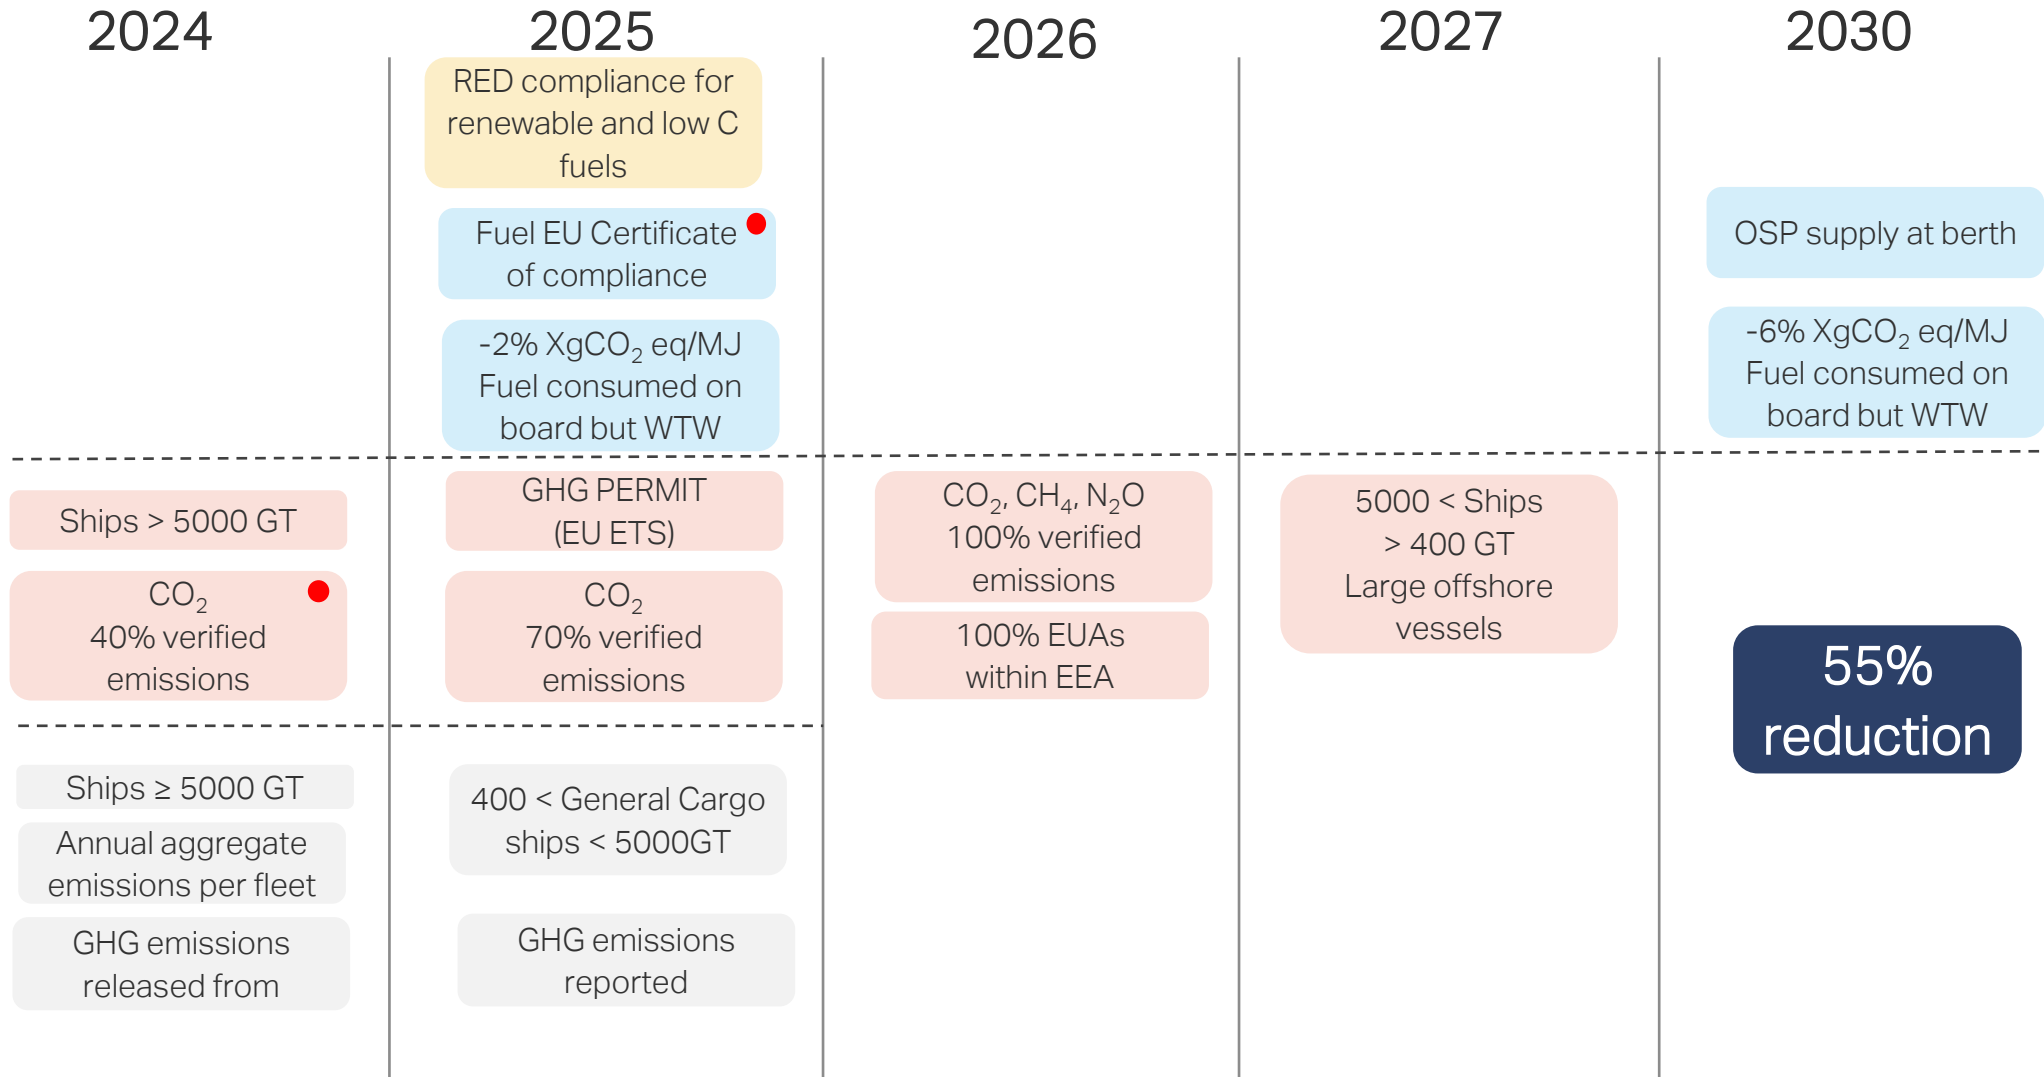 2024
2025
2026
2027
2030
RED compliance for
renewable and low C
fuels
Fuel EU Certificate
of compliance
-2% XgCO₂ eq/MJ
Fuel consumed on
board but WTW
OSP supply at berth
-6% XgCO₂ eq/MJ
Fuel consumed on
board but WTW
Ships > 5000 GT
CO₂
40% verified
emissions
GHG PERMIT
(EU ETS)
CO₂
70% verified
emissions
CO₂, CH₄, N₂O
100% verified
emissions
100% EUAs
within EEA
5000 < Ships
> 400 GT
Large offshore
vessels
55%
reduction
Ships ≥ 5000 GT
Annual aggregate
emissions per fleet
GHG emissions
released from
400 < General Cargo
ships < 5000GT
GHG emissions
reported